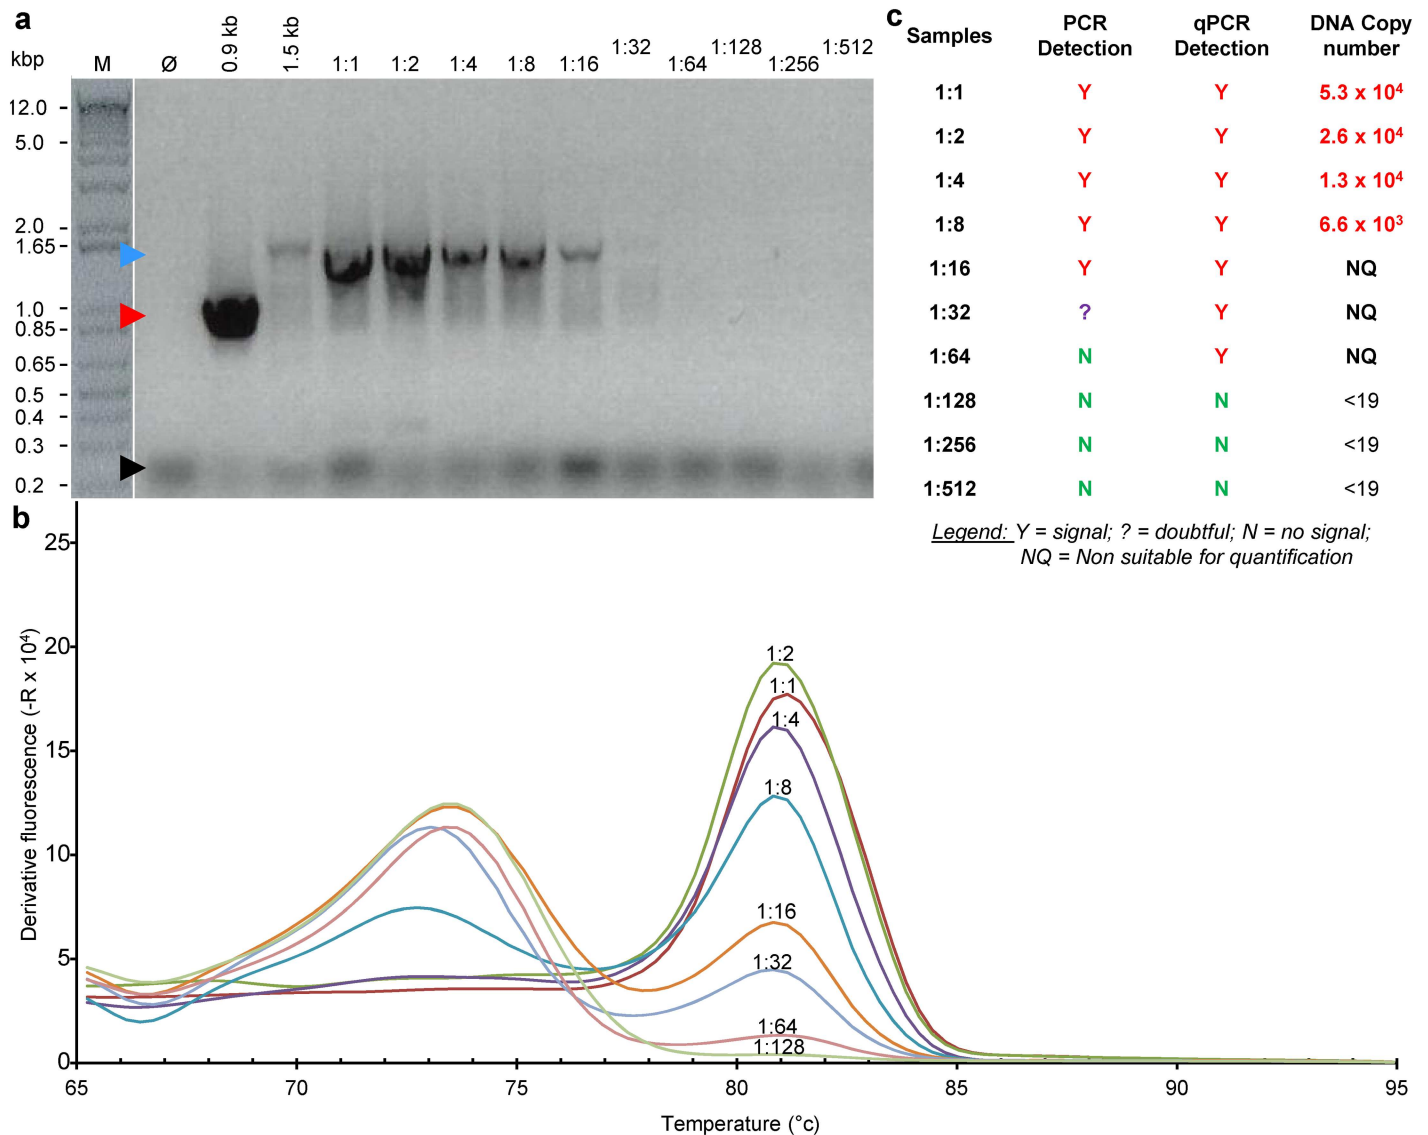 a
kbp
M
Ø
0.9 kb
1.5 kb
1:1
1:2
1:4
1:8
1:16
1:32
1:64
1:128
1:256
1:512
12.0
5.0
2.0
1.65
1.0
0.85
0.65
0.5
0.4
0.3
0.2
c
Samples PCR Detection qPCR Detection DNA Copy number
1:1 Y Y 5.3 x 10⁴
1:2 Y Y 2.6 x 10⁴
1:4 Y Y 1.3 x 10⁴
1:8 Y Y 6.6 x 10³
1:16 Y Y NQ
1:32 ? Y NQ
1:64 N Y NQ
1:128 N N <19
1:256 N N <19
1:512 N N <19
Legend: Y = signal; ? = doubtful; N = no signal;
NQ = Non suitable for quantification
b
Derivative fluorescence (-R x 10⁴)
25
20
15
10
5
0
1:2
1:1
1:4
1:8
1:16
1:32
1:64
1:128
65 70 75 80 85 90 95
Temperature (°c)